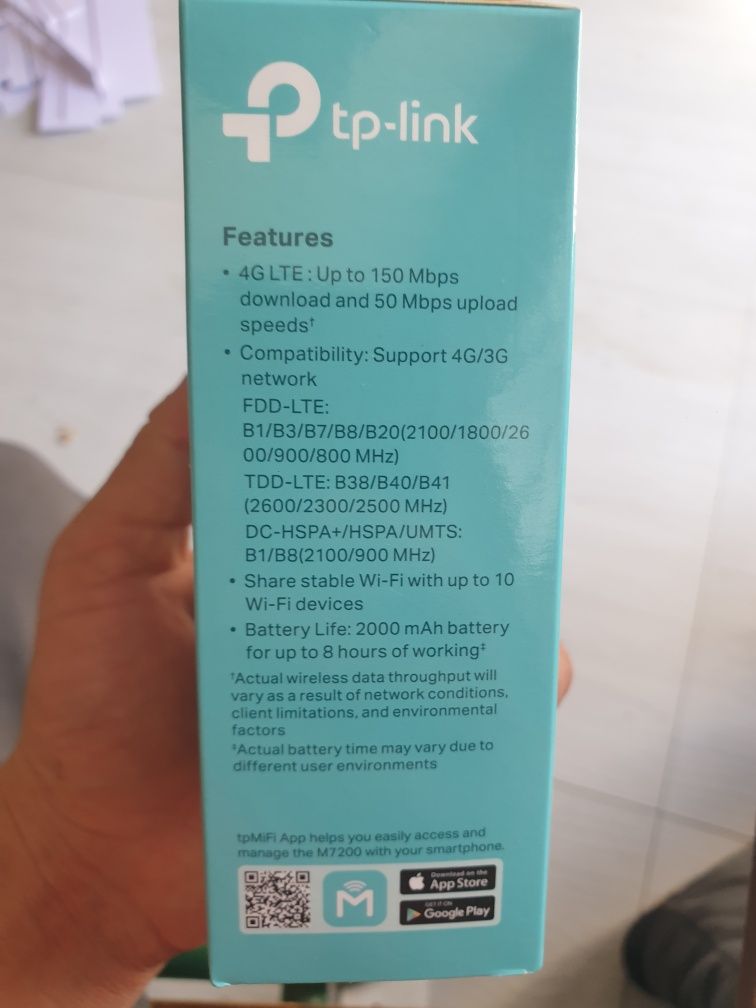 tp-link
Features
• 4G LTE : Up to 150 Mbps
download and 50 Mbps upload
speeds†
• Compatibility: Support 4G/3G
network
FDD-LTE:
B1/B3/B7/B8/B20(2100/1800/26
00/900/800 MHz)
TDD-LTE: B38/B40/B41
(2600/2300/2500 MHz)
DC-HSPA+/HSPA/UMTS:
B1/B8(2100/900 MHz)
• Share stable Wi-Fi with up to 10
Wi-Fi devices
• Battery Life: 2000 mAh battery
for up to 8 hours of working‡
†Actual wireless data throughput will
vary as a result of network conditions,
client limitations, and environmental
factors
‡Actual battery time may vary due to
different user environments
tpMiFi App helps you easily access and
manage the M7200 with your smartphone.
M
Download on the
App Store
GET IT ON
Google Play